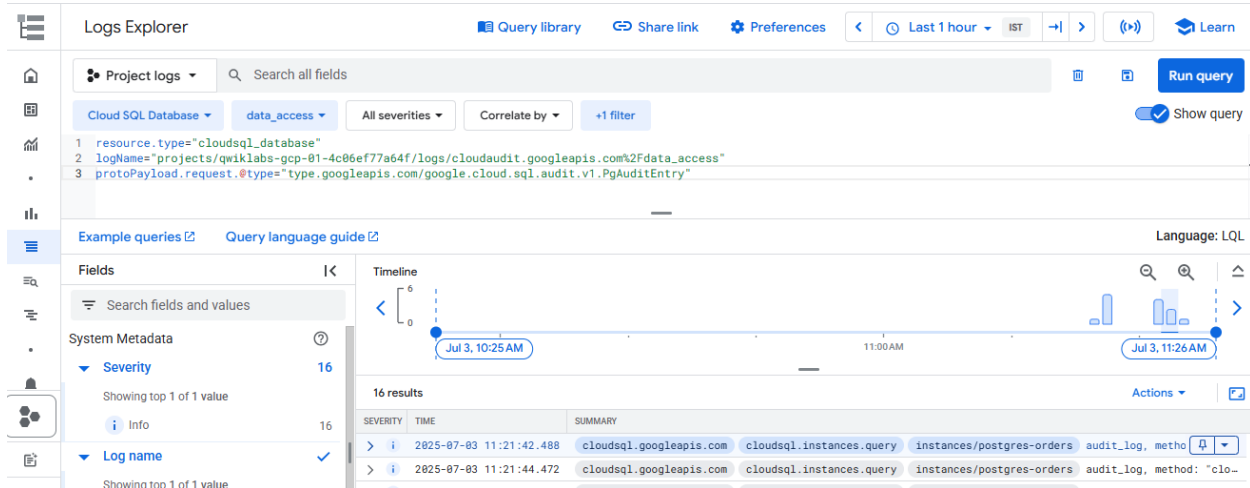 Logs Explorer
Query library
Share link
Preferences
Last 1 hour
IST
Learn
Project logs
Search all fields
Run query
Cloud SQL Database
data_access
All severities
Correlate by
+1 filter
Show query
1 resource.type="cloudsql_database"
2 logName="projects/qwiklabs-gcp-01-4c06ef77a64f/logs/cloudaudit.googleapis.com%2Fdata_access"
3 protoPayload.request.@type="type.googleapis.com/google.cloud.sql.audit.v1.PgAuditEntry"
Example queries
Query language guide
Language: LQL
Fields
Search fields and values
System Metadata
Severity 16
Showing top 1 of 1 value
Info 16
Log name
Showing top 1 of 1 value
Timeline
6
0
Jul 3, 10:25 AM
11:00 AM
Jul 3, 11:26 AM
16 results
Actions
SEVERITY TIME SUMMARY
2025-07-03 11:21:42.488 cloudsql.googleapis.com cloudsql.instances.query instances/postgres-orders audit_log, metho
2025-07-03 11:21:44.472 cloudsql.googleapis.com cloudsql.instances.query instances/postgres-orders audit_log, method: "clo…